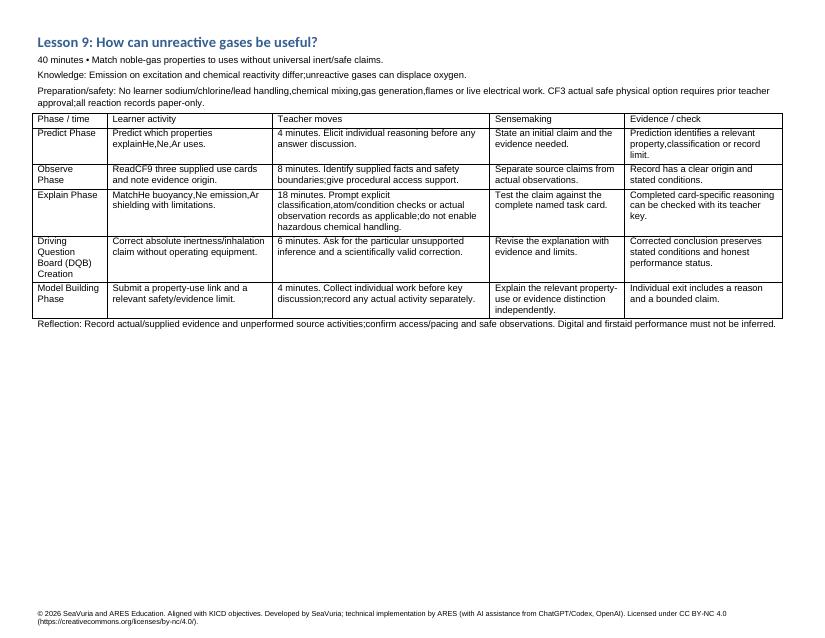 Lesson 9: How can unreactive gases be useful?
40 minutes • Match noble-gas properties to uses without universal inert/safe claims.
Knowledge: Emission on excitation and chemical reactivity differ;unreactive gases can displace oxygen.
Preparation/safety: No learner sodium/chlorine/lead handling,chemical mixing,gas generation,flames or live electrical work. CF3 actual safe physical option requires prior teacher
approval;all reaction records paper-only.
Phase / time
Learner activity
Teacher moves
Sensemaking
Evidence / check
Predict Phase
Predict which properties
explainHe,Ne,Ar uses.
4 minutes. Elicit individual reasoning before any
answer discussion.
State an initial claim and the
evidence needed.
Prediction identifies a relevant
property,classification or record
limit.
Observe
Phase
ReadCF9 three supplied use cards
and note evidence origin.
8 minutes. Identify supplied facts and safety
boundaries;give procedural access support.
Separate source claims from
actual observations.
Record has a clear origin and
stated conditions.
Explain Phase
MatchHe buoyancy,Ne emission,Ar
shielding with limitations.
18 minutes. Prompt explicit
classification,atom/condition checks or actual
observation records as applicable;do not enable
hazardous chemical handling.
Test the claim against the
complete named task card.
Completed card-specific reasoning
can be checked with its teacher
key.
Driving
Question
Board (DQB)
Creation
Correct absolute inertness/inhalation
claim without operating equipment.
6 minutes. Ask for the particular unsupported
inference and a scientifically valid correction.
Revise the explanation with
evidence and limits.
Corrected conclusion preserves
stated conditions and honest
performance status.
Model Building
Phase
Submit a property-use link and a
relevant safety/evidence limit.
4 minutes. Collect individual work before key
discussion;record any actual activity separately.
Explain the relevant property-
use or evidence distinction
independently.
Individual exit includes a reason
and a bounded claim.
Reflection: Record actual/supplied evidence and unperformed source activities;confirm access/pacing and safe observations. Digital and firstaid performance must not be inferred.
© 2026 SeaVuria and ARES Education. Aligned with KICD objectives. Developed by SeaVuria; technical implementation by ARES (with AI assistance from ChatGPT/Codex, OpenAI). Licensed under CC BY-NC 4.0
(https://creativecommons.org/licenses/by-nc/4.0/).